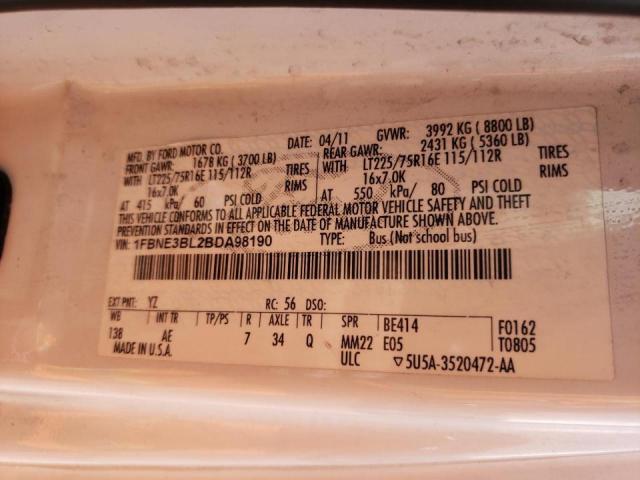 MFD. BY FORD MOTOR CO.
DATE: 04/11 GVWR: 3992 KG ( 8800 LB)
FRONT GAWR: 1678 KG ( 3700 LB) REAR GAWR: 2431 KG ( 5360 LB)
WITH LT225/75R16E 115/112R TIRES WITH LT225/75R16E 115/112R TIRES
16x7.0K RIMS 16x7.0K RIMS
AT 415 kPa/ 60 PSI COLD AT 550 kPa/ 80 PSI COLD
THIS VEHICLE CONFORMS TO ALL APPLICABLE FEDERAL MOTOR VEHICLE SAFETY AND THEFT
PREVENTION STANDARDS IN EFFECT ON THE DATE OF MANUFACTURE SHOWN ABOVE.
VIN: 1FBNE3BL2BDA98190 TYPE: Bus (Not school bus)
EXT PNT: YZ RC: 56 DSO:
WB INT TR TP/PS R AXLE TR SPR BE414 F0162
138 AE 7 34 Q MM22 E05 T0805
MADE IN U.S.A. ULC ▽5U5A-3520472-AA